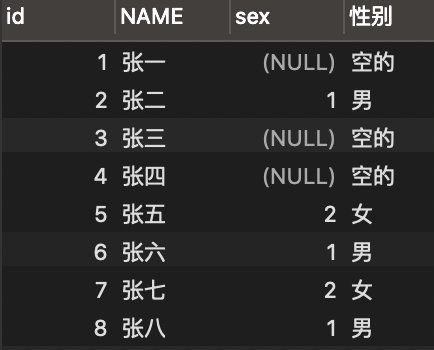 id NAME sex 性别
1 张一 (NULL) 空的
2 张二 1 男
3 张三 (NULL) 空的
4 张四 (NULL) 空的
5 张五 2 女
6 张六 1 男
7 张七 2 女
8 张八 1 男